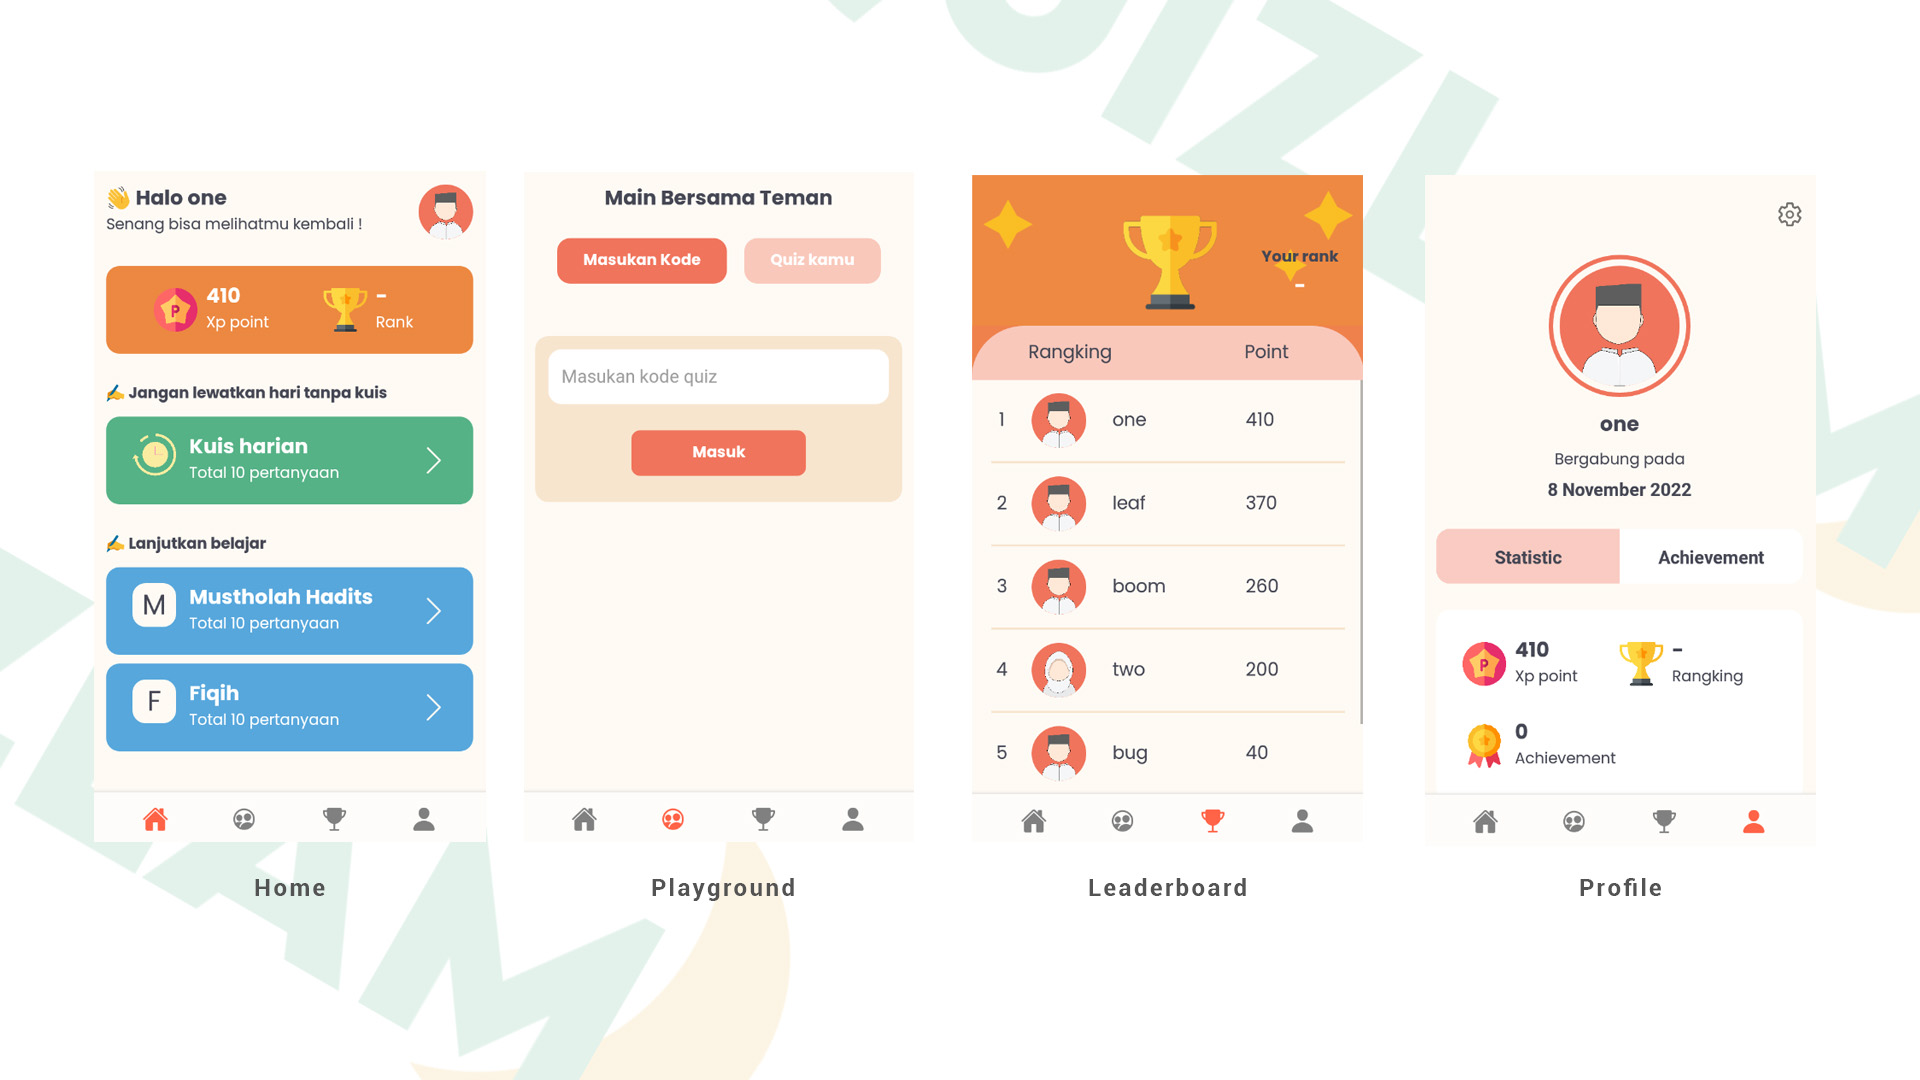 👋 Halo one
Senang bisa melihatmu kembali !
P
410
Xp point
-
Rank
✍️ Jangan lewatkan hari tanpa kuis
Kuis harian
Total 10 pertanyaan
✍️ Lanjutkan belajar
M
Mustholah Hadits
Total 10 pertanyaan
F
Fiqih
Total 10 pertanyaan
Home
Main Bersama Teman
Masukan Kode
Quiz kamu
Masukan kode quiz
Masuk
Playground
Your rank
-
Rangking Point
1 one 410
2 leaf 370
3 boom 260
4 two 200
5 bug 40
Leaderboard
one
Bergabung pada
8 November 2022
Statistic
Achievement
P
410
Xp point
-
Rangking
0
Achievement
Profile